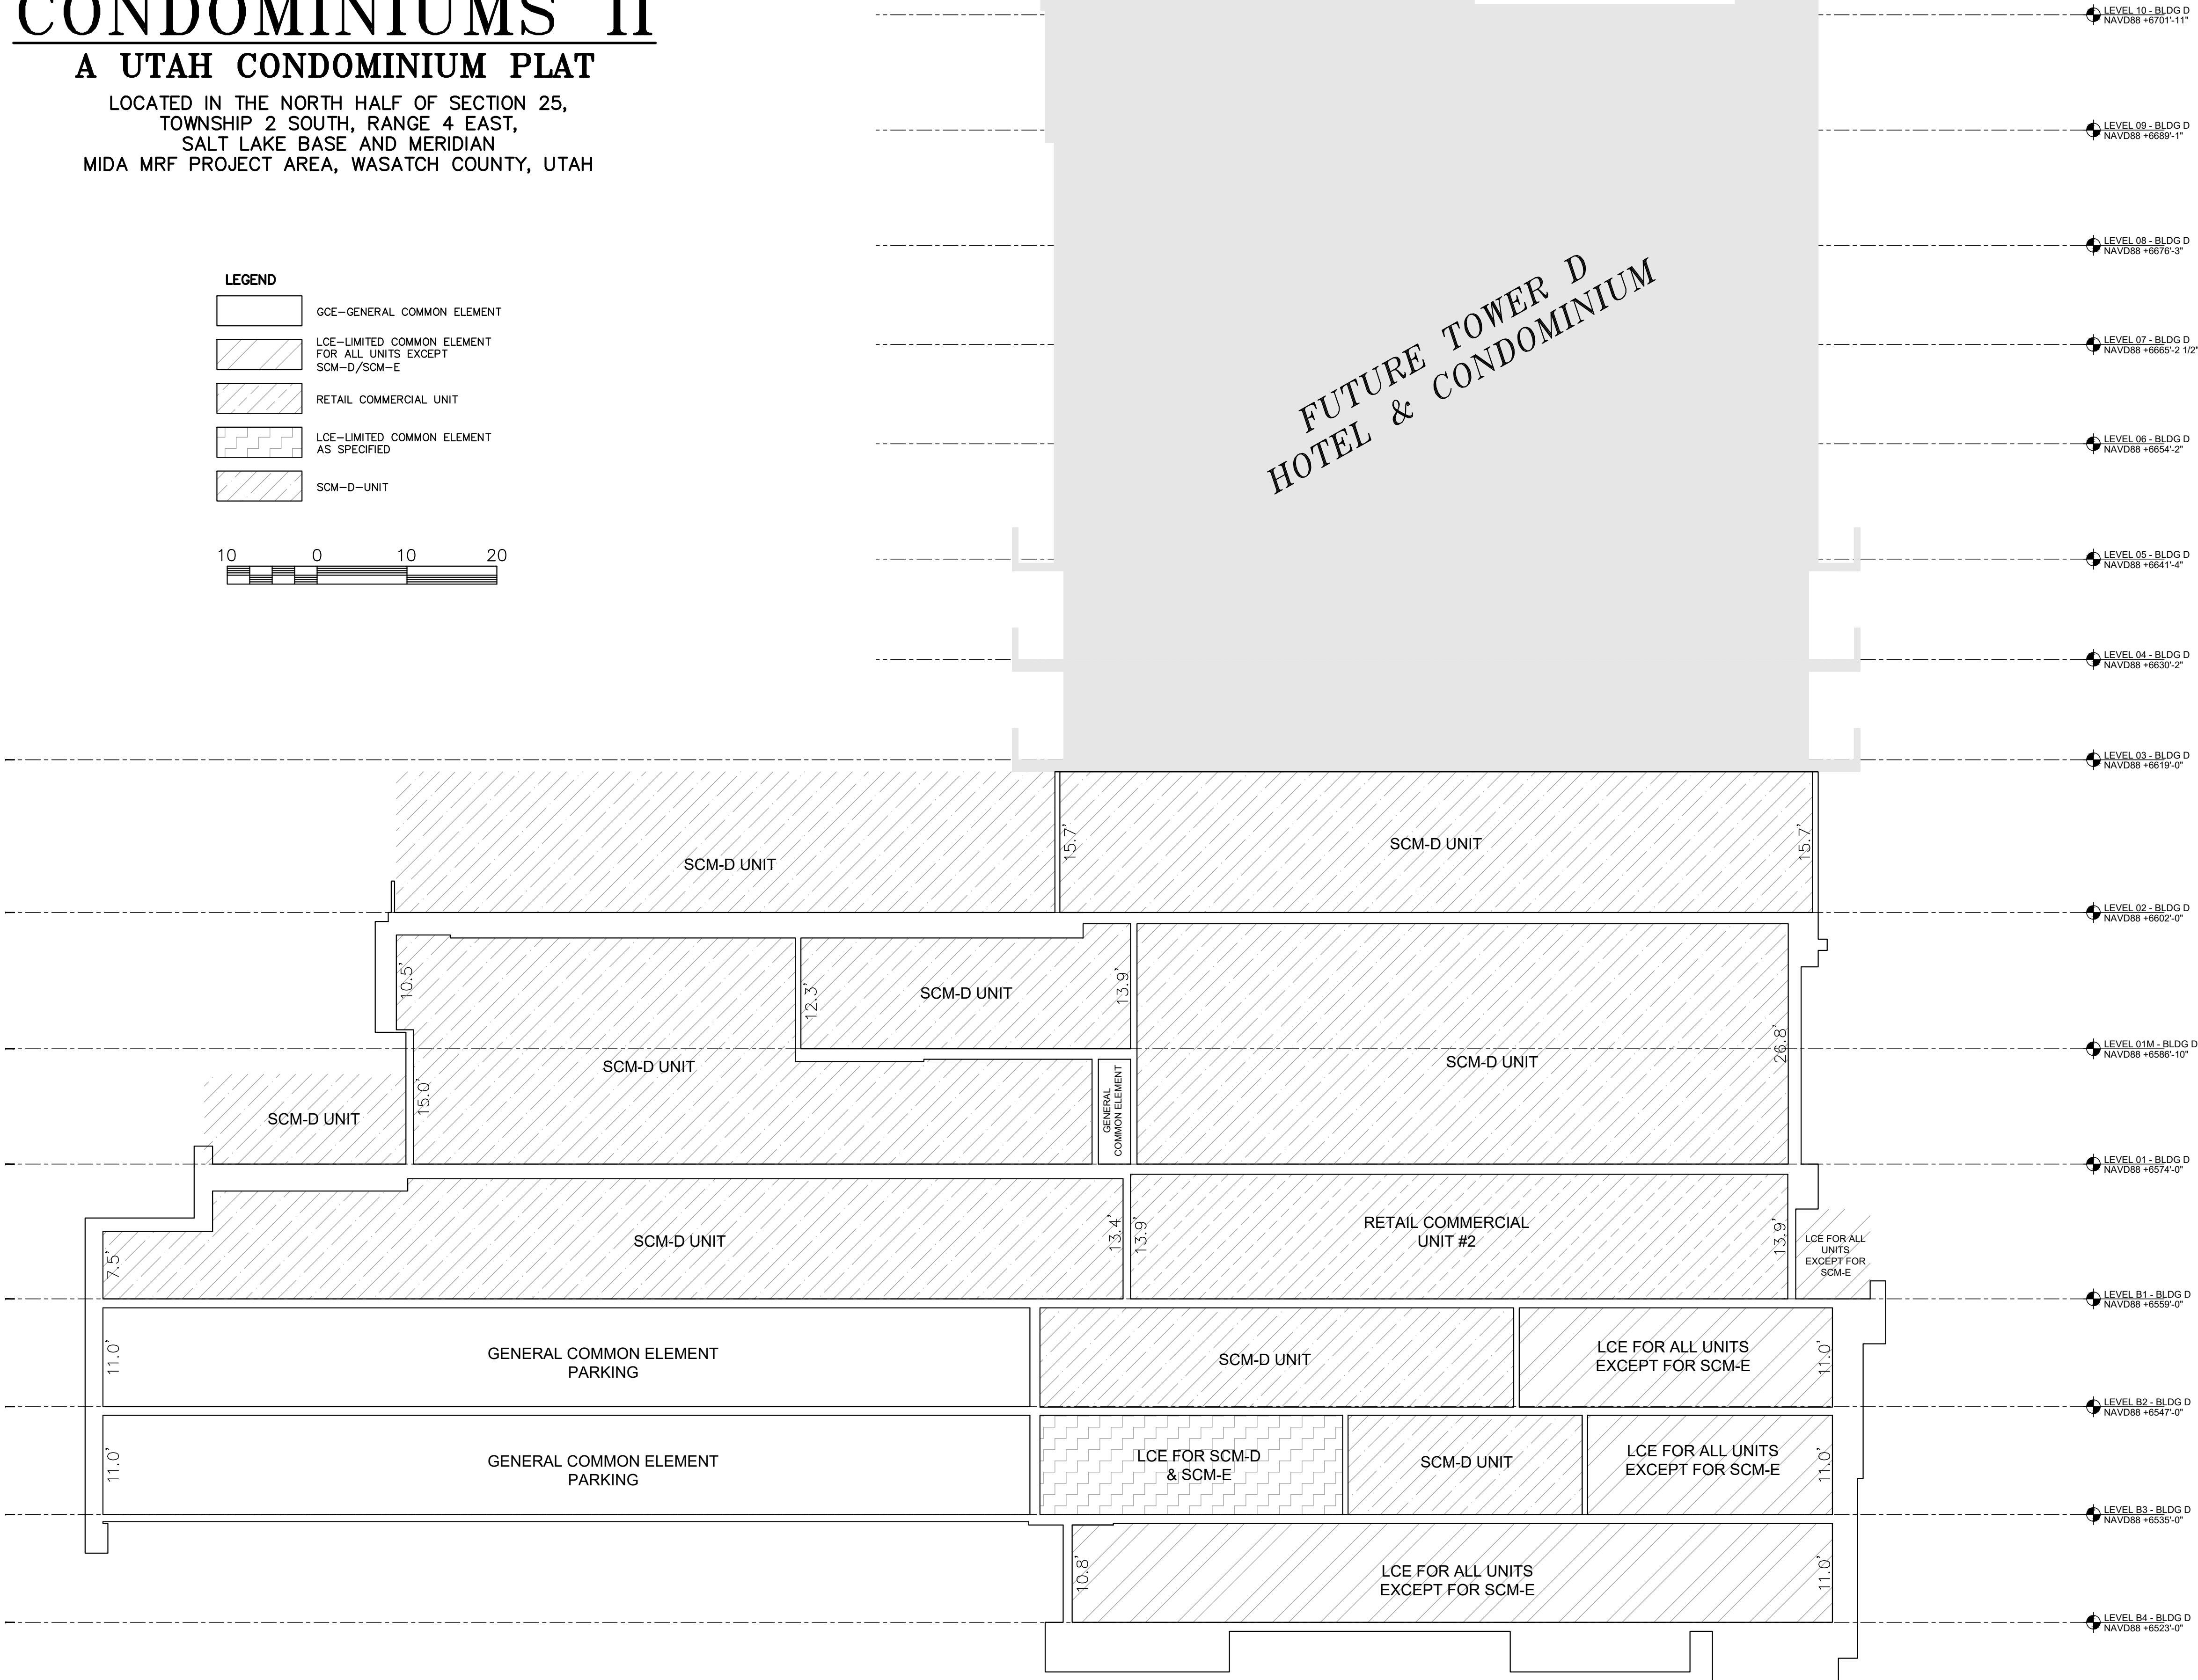 CONDOMINIUMS II
A UTAH CONDOMINIUM PLAT
LOCATED IN THE NORTH HALF OF SECTION 25,
TOWNSHIP 2 SOUTH, RANGE 4 EAST,
SALT LAKE BASE AND MERIDIAN
MIDA MRF PROJECT AREA, WASATCH COUNTY, UTAH
LEGEND
GCE-GENERAL COMMON ELEMENT
LCE-LIMITED COMMON ELEMENT
FOR ALL UNITS EXCEPT
SCM-D/SCM-E
RETAIL COMMERCIAL UNIT
LCE-LIMITED COMMON ELEMENT
AS SPECIFIED
SCM-D-UNIT
10 0 10 20
FUTURE TOWER D
HOTEL & CONDOMINIUM
LEVEL 10 - BLDG D
NAVD88 +6701'-11"
LEVEL 09 - BLDG D
NAVD88 +6689'-1"
LEVEL 08 - BLDG D
NAVD88 +6676'-3"
LEVEL 07 - BLDG D
NAVD88 +6665'-2 1/2"
LEVEL 06 - BLDG D
NAVD88 +6654'-2"
LEVEL 05 - BLDG D
NAVD88 +6641'-4"
LEVEL 04 - BLDG D
NAVD88 +6630'-2"
LEVEL 03 - BLDG D
NAVD88 +6619'-0"
SCM-D UNIT
15.7'
SCM-D UNIT
15.7'
LEVEL 02 - BLDG D
NAVD88 +6602'-0"
10.5'
12.3'
SCM-D UNIT
13.9'
26.8'
LEVEL 01M - BLDG D
NAVD88 +6586'-10"
SCM-D UNIT
15.0'
SCM-D UNIT
GENERAL
COMMON ELEMENT
SCM-D UNIT
LEVEL 01 - BLDG D
NAVD88 +6574'-0"
7.5'
SCM-D UNIT
13.4'
13.9'
RETAIL COMMERCIAL
UNIT #2
13.9'
LCE FOR ALL
UNITS
EXCEPT FOR
SCM-E
LEVEL B1 - BLDG D
NAVD88 +6559'-0"
11.0'
GENERAL COMMON ELEMENT
PARKING
SCM-D UNIT
LCE FOR ALL UNITS
EXCEPT FOR SCM-E
11.0'
LEVEL B2 - BLDG D
NAVD88 +6547'-0"
11.0'
GENERAL COMMON ELEMENT
PARKING
LCE FOR SCM-D
& SCM-E
SCM-D UNIT
LCE FOR ALL UNITS
EXCEPT FOR SCM-E
11.0'
LEVEL B3 - BLDG D
NAVD88 +6535'-0"
10.8'
LCE FOR ALL UNITS
EXCEPT FOR SCM-E
11.0'
LEVEL B4 - BLDG D
NAVD88 +6523'-0"